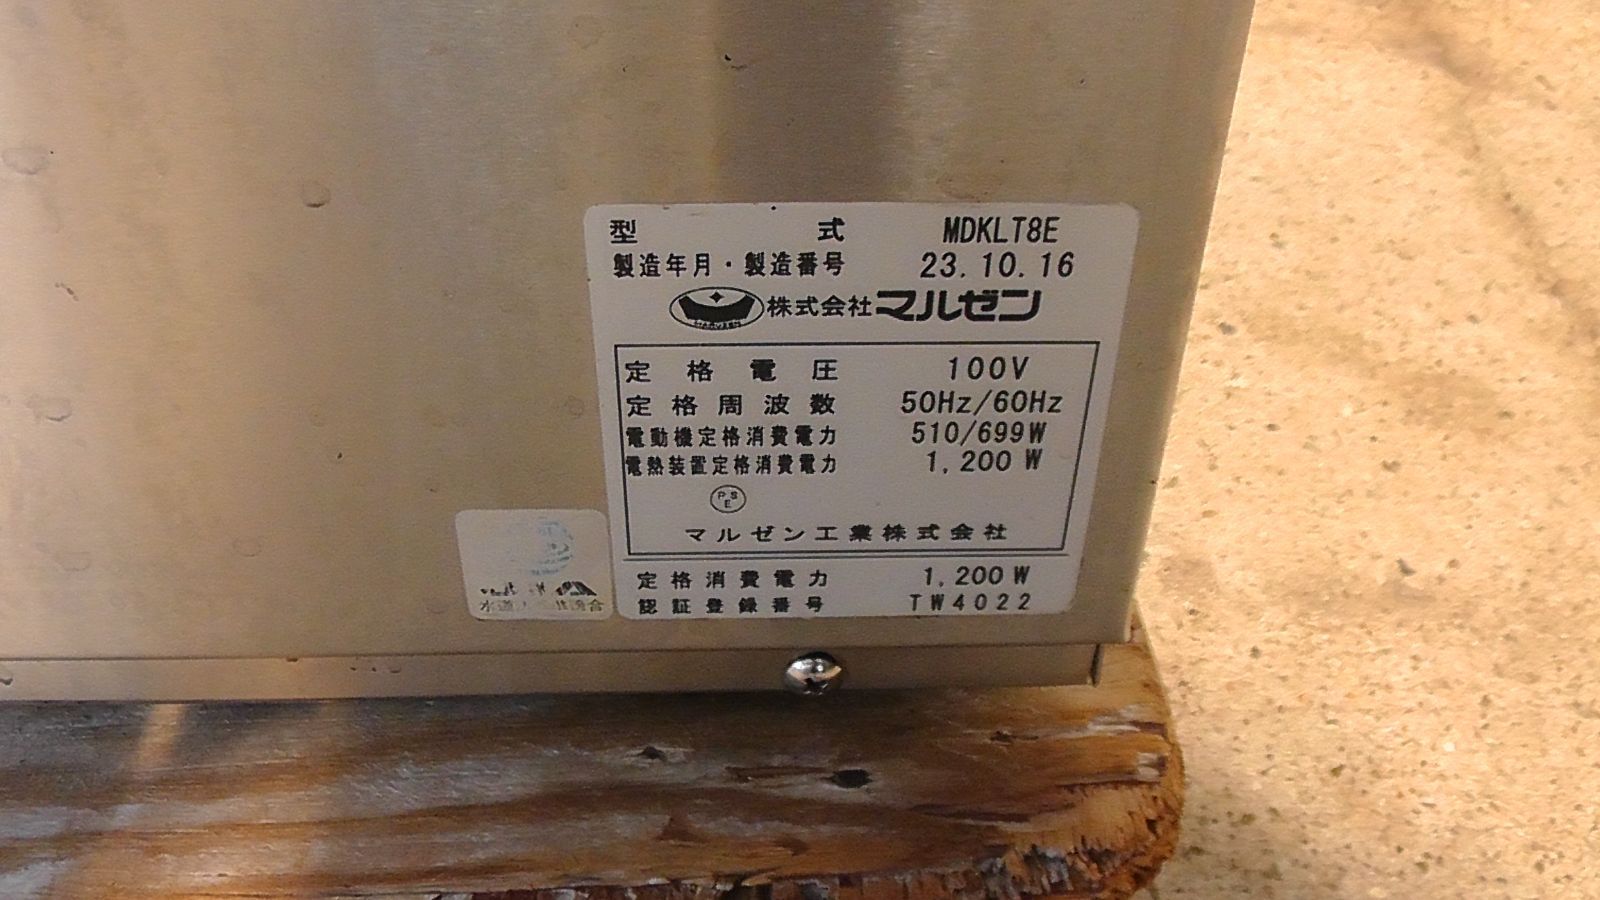 型式 MDKLT8E
製造年月・製造番号 23.10.16
株式会社マルゼン
定格電圧 100V
定格周波数 50Hz/60Hz
電動機定格消費電力 510/699W
電熱装置定格消費電力 1,200 W
PSE
マルゼン工業株式会社
定格消費電力 1,200 W
認証登録番号 TW4022
水道